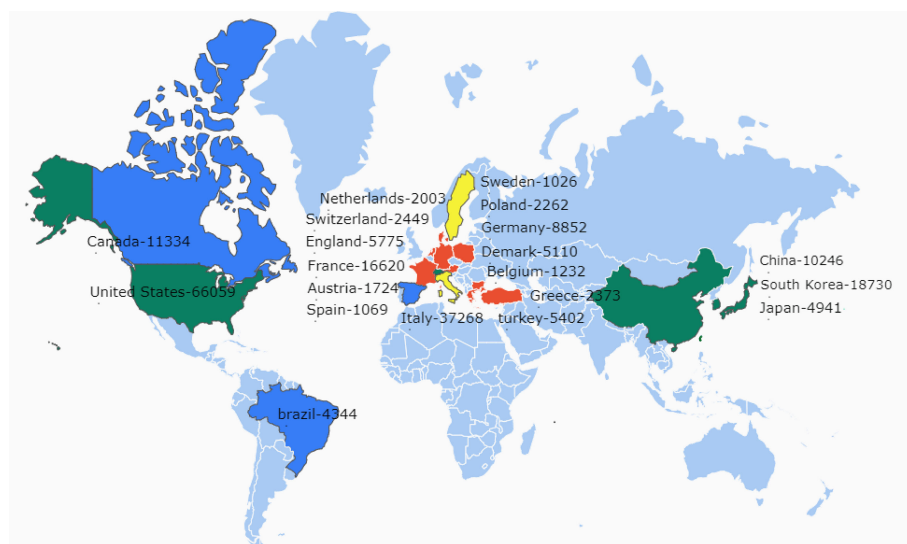 Netherlands-2003
Sweden-1026
Switzerland-2449
Poland-2262
England-5775
Germany-8852
Canada-11334
France-16620
Demark-5110
Belgium-1232
China-10246
United States-66059
Austria-1724
Greece-2373
South Korea-18730
Spain-1069
Italy-37268
turkey-5402
Japan-4941
brazil-4344